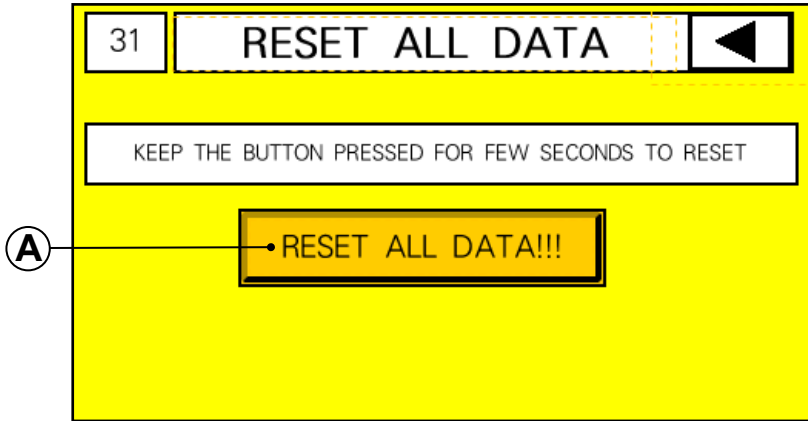 31 RESET ALL DATA
KEEP THE BUTTON PRESSED FOR FEW SECONDS TO RESET
A RESET ALL DATA!!!